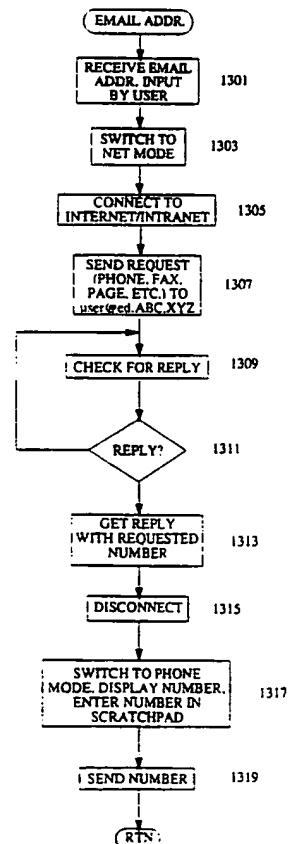 EMAIL ADDR.
RECEIVE EMAIL
ADDR. INPUT
BY USER
1301
SWITCH TO
NET MODE
1303
CONNECT TO
INTERNET/INTRANET
1305
SEND REQUEST
(PHONE, FAX,
PAGE, ETC.) TO
user@ed.ABC.XYZ
1307
CHECK FOR REPLY
1309
REPLY?
1311
GET REPLY
WITH REQUESTED
NUMBER
1313
DISCONNECT
1315
SWITCH TO PHONE
MODE, DISPLAY NUMBER,
ENTER NUMBER IN
SCRATCHPAD
1317
SEND NUMBER
1319
RTN